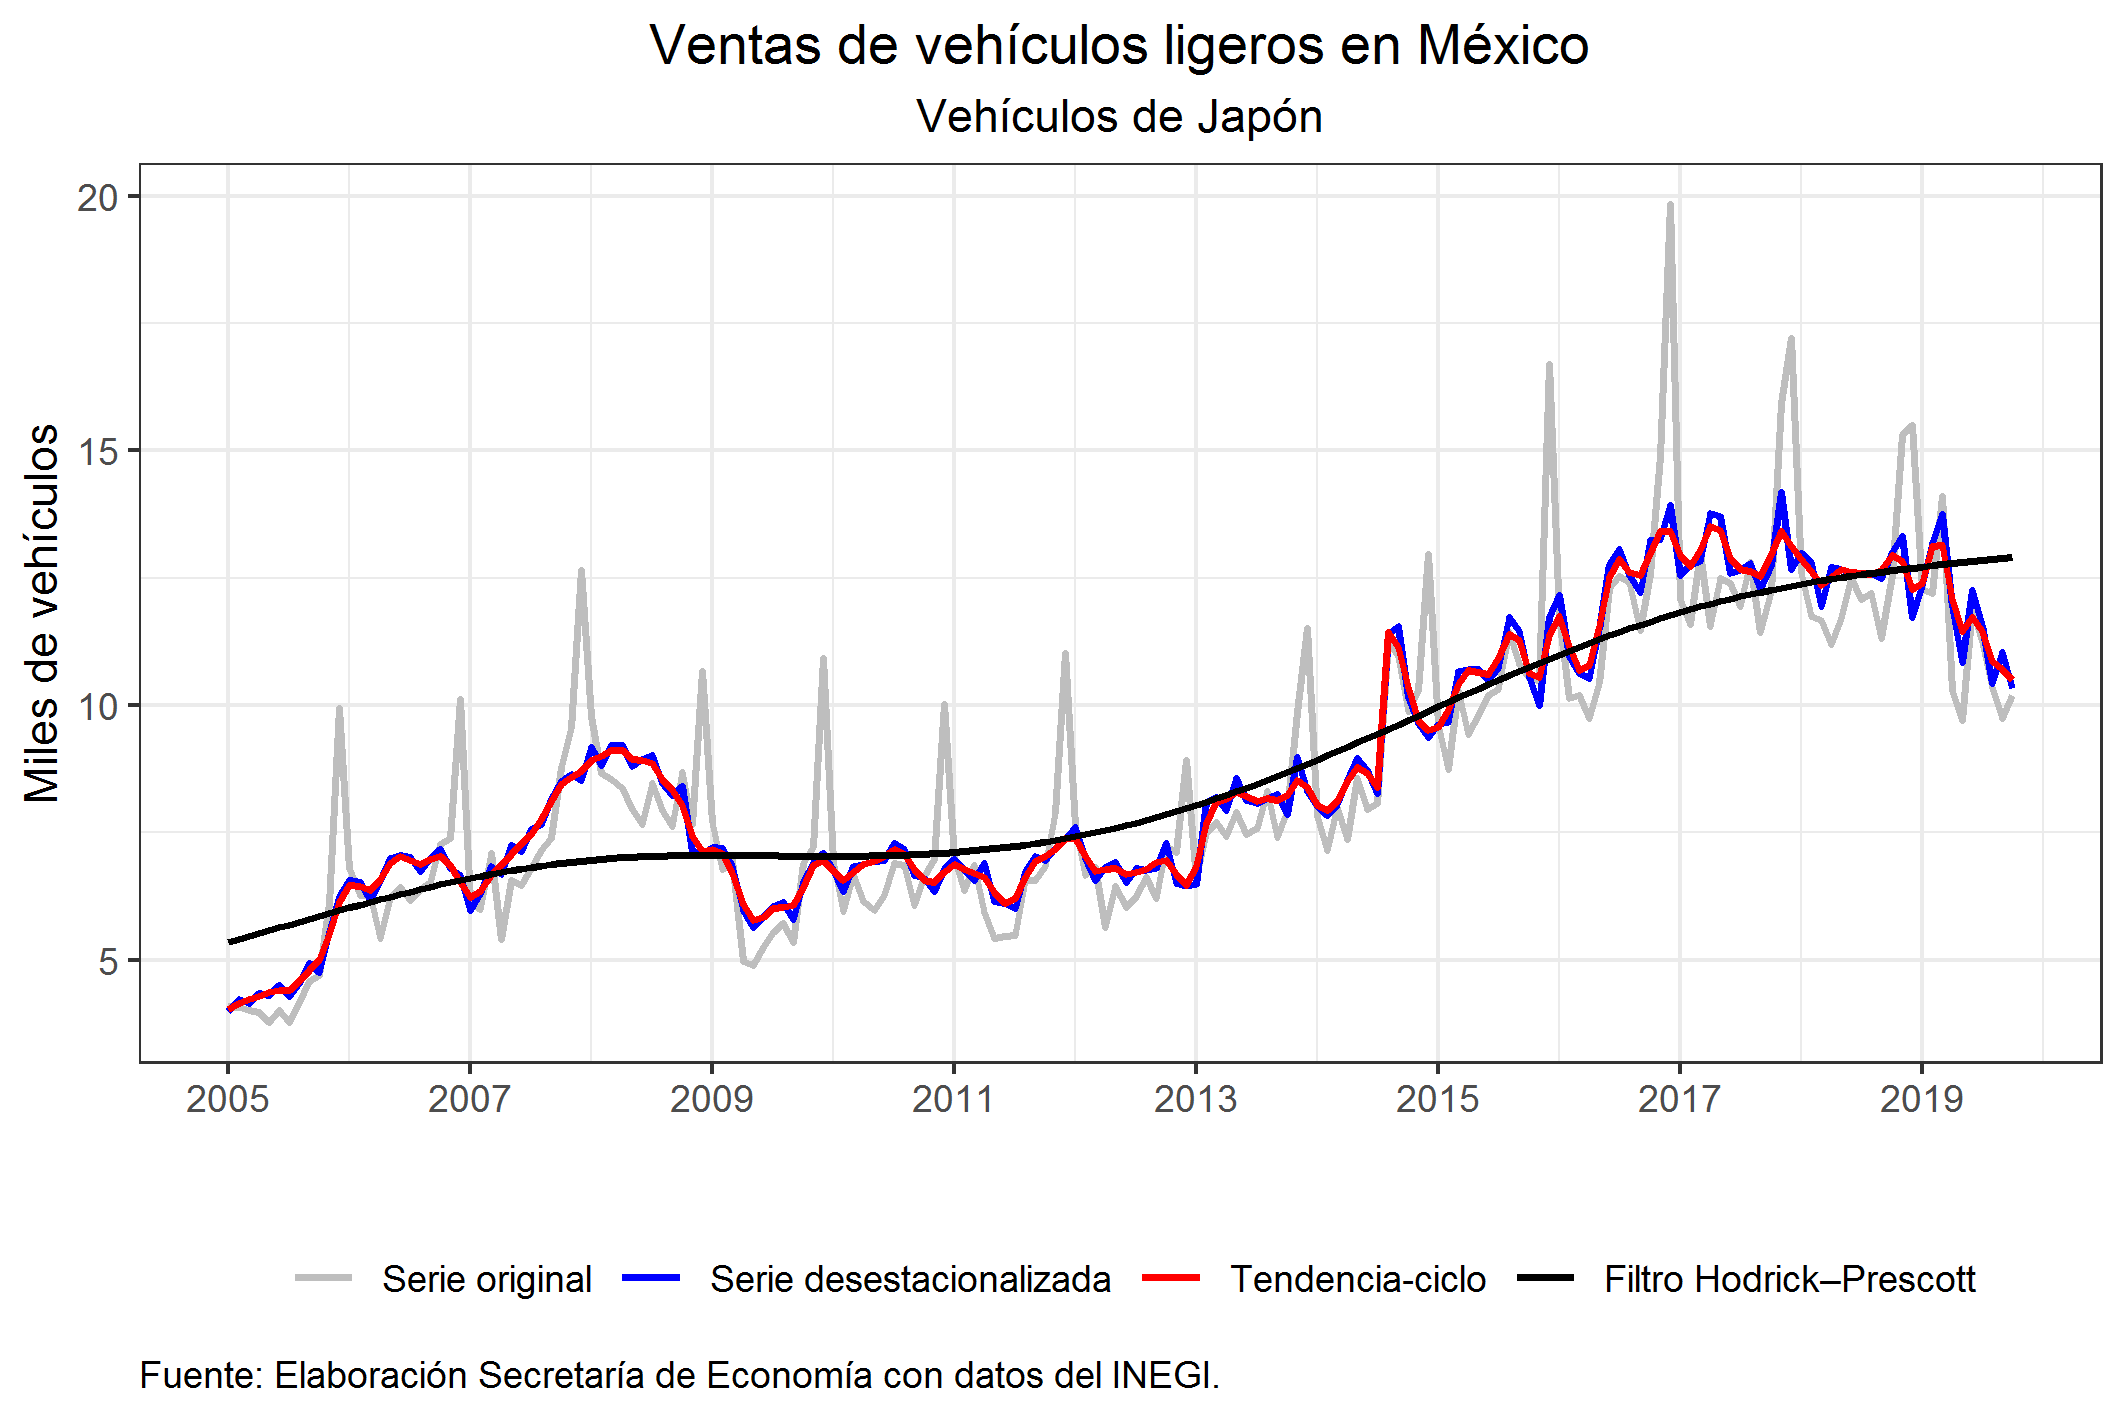 Ventas de vehículos ligeros en México
Vehículos de Japón
Miles de vehículos
20
15
10
5
2005 2007 2009 2011 2013 2015 2017 2019
Serie original Serie desestacionalizada Tendencia-ciclo Filtro Hodrick–Prescott
Fuente: Elaboración Secretaría de Economía con datos del INEGI.